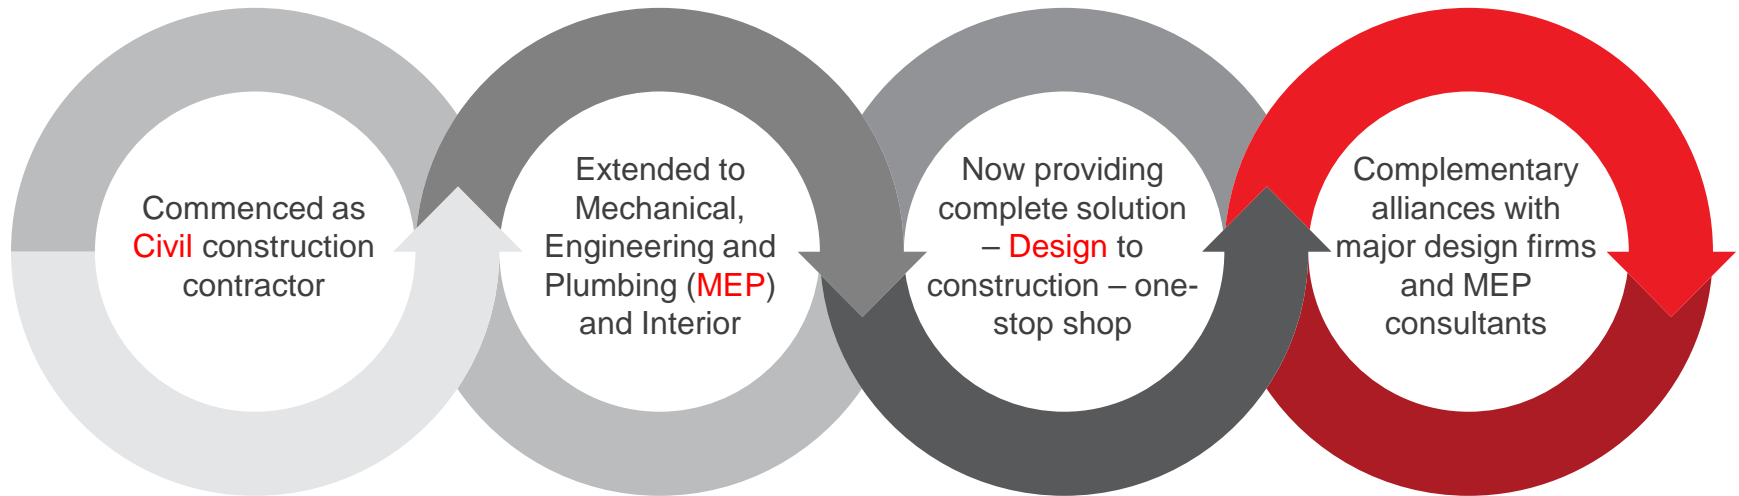 Commenced as
Civil construction
contractor
Extended to
Mechanical,
Engineering and
Plumbing (MEP)
and Interior
Now providing
complete solution
– Design to
construction – one-
stop shop
Complementary
alliances with
major design firms
and MEP
consultants